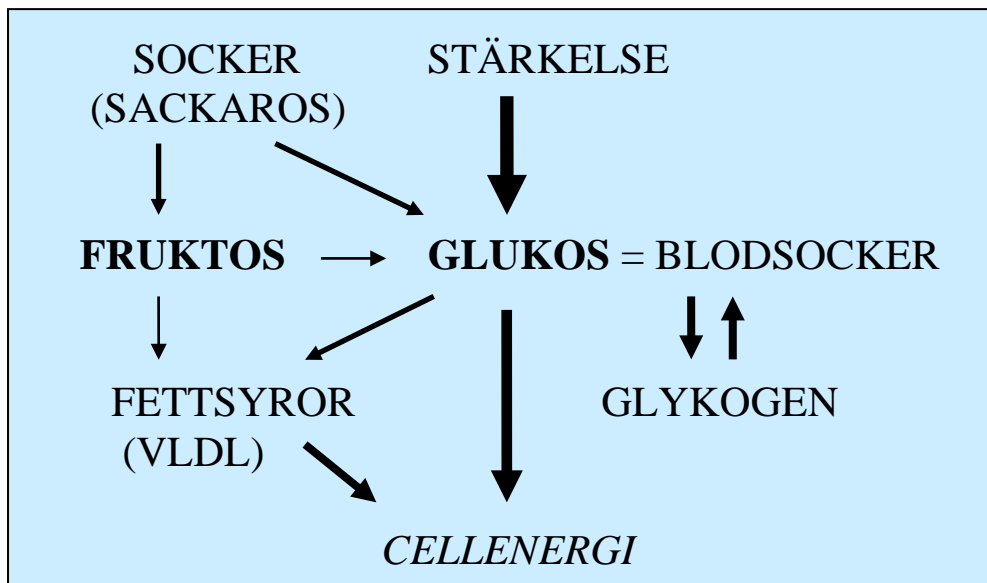 SOCKER STÄRKELSE
(SACKAROS)
FRUKTOS GLUKOS = BLODSOCKER
FETTSYROR GLYKOGEN
(VLDL)
CELLENERGI